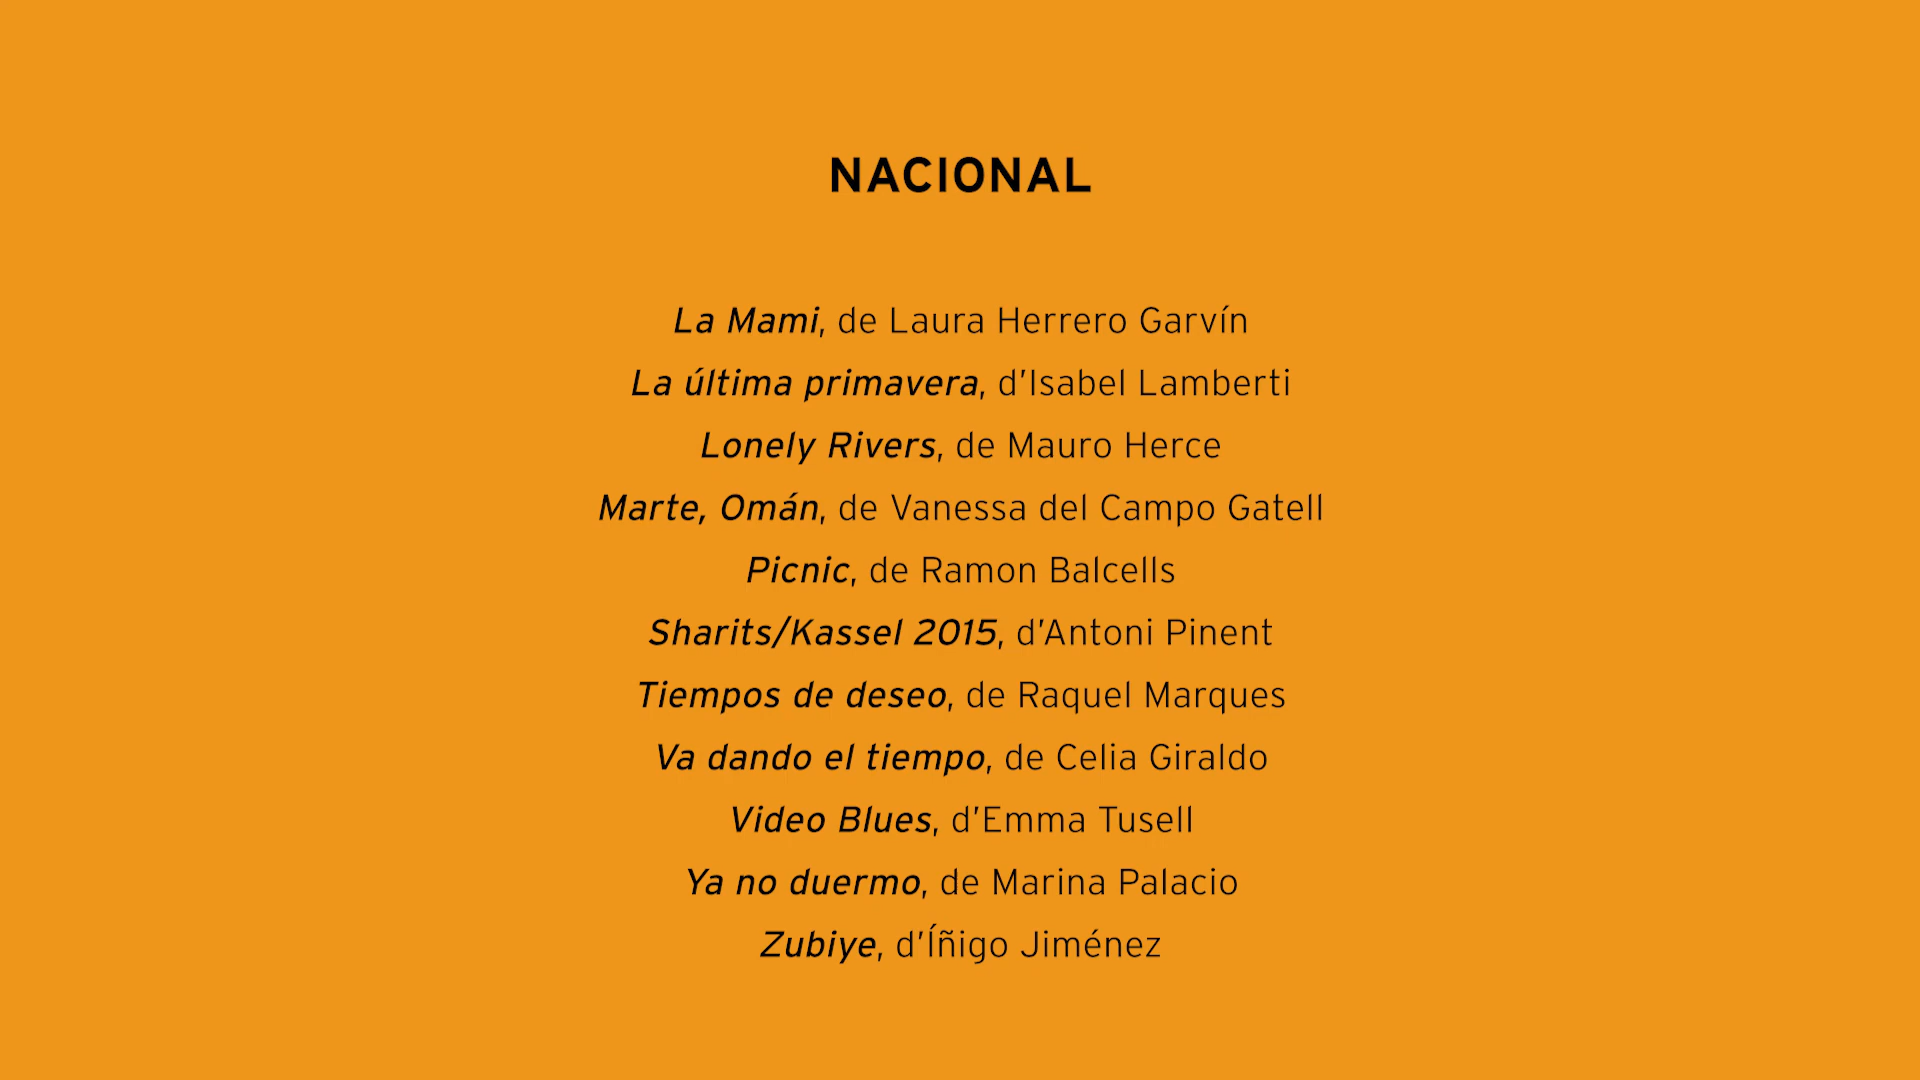 NACIONAL
La Mami, de Laura Herrero Garvín
La última primavera, d’Isabel Lamberti
Lonely Rivers, de Mauro Herce
Marte, Omán, de Vanessa del Campo Gatell
Picnic, de Ramon Balcells
Sharits/Kassel 2015, d’Antoni Pinent
Tiempos de deseo, de Raquel Marques
Va dando el tiempo, de Celia Giraldo
Video Blues, d’Emma Tusell
Ya no duermo, de Marina Palacio
Zubiye, d’Íñigo Jiménez